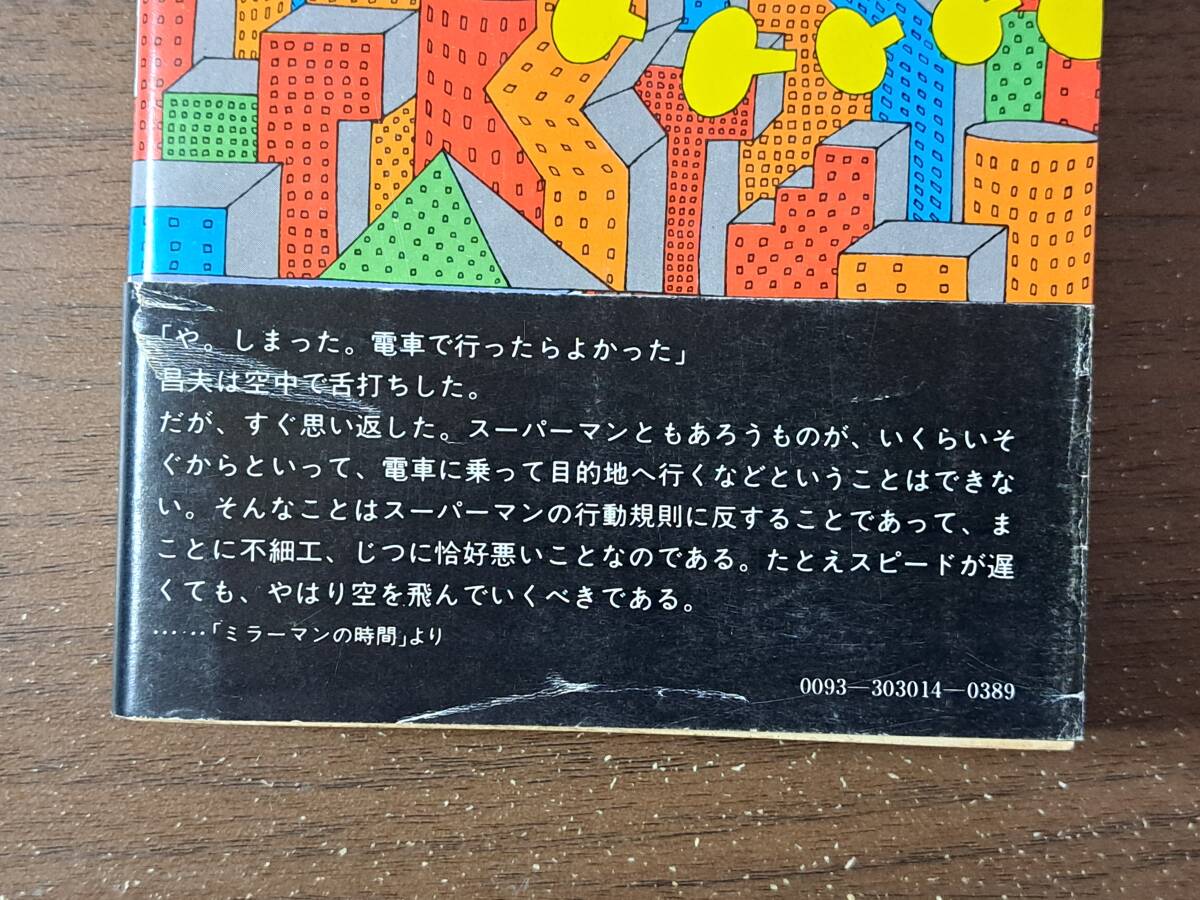 「や。しまった。電車で行ったらよかった」
昌夫は空中で舌打ちした。
だが、すぐ思い返した。スーパーマンともあろうものが、いくらいそ
ぐからといって、電車に乗って目的地へ行くなどということはできな
い。そんなことはスーパーマンの行動規則に反することであって、ま
ことに不細工、じつに恰好悪いことなのである。たとえスピードが遅
くても、やはり空を飛んでいくべきである。
……「ミラーマンの時間」より
0093―303014―0389